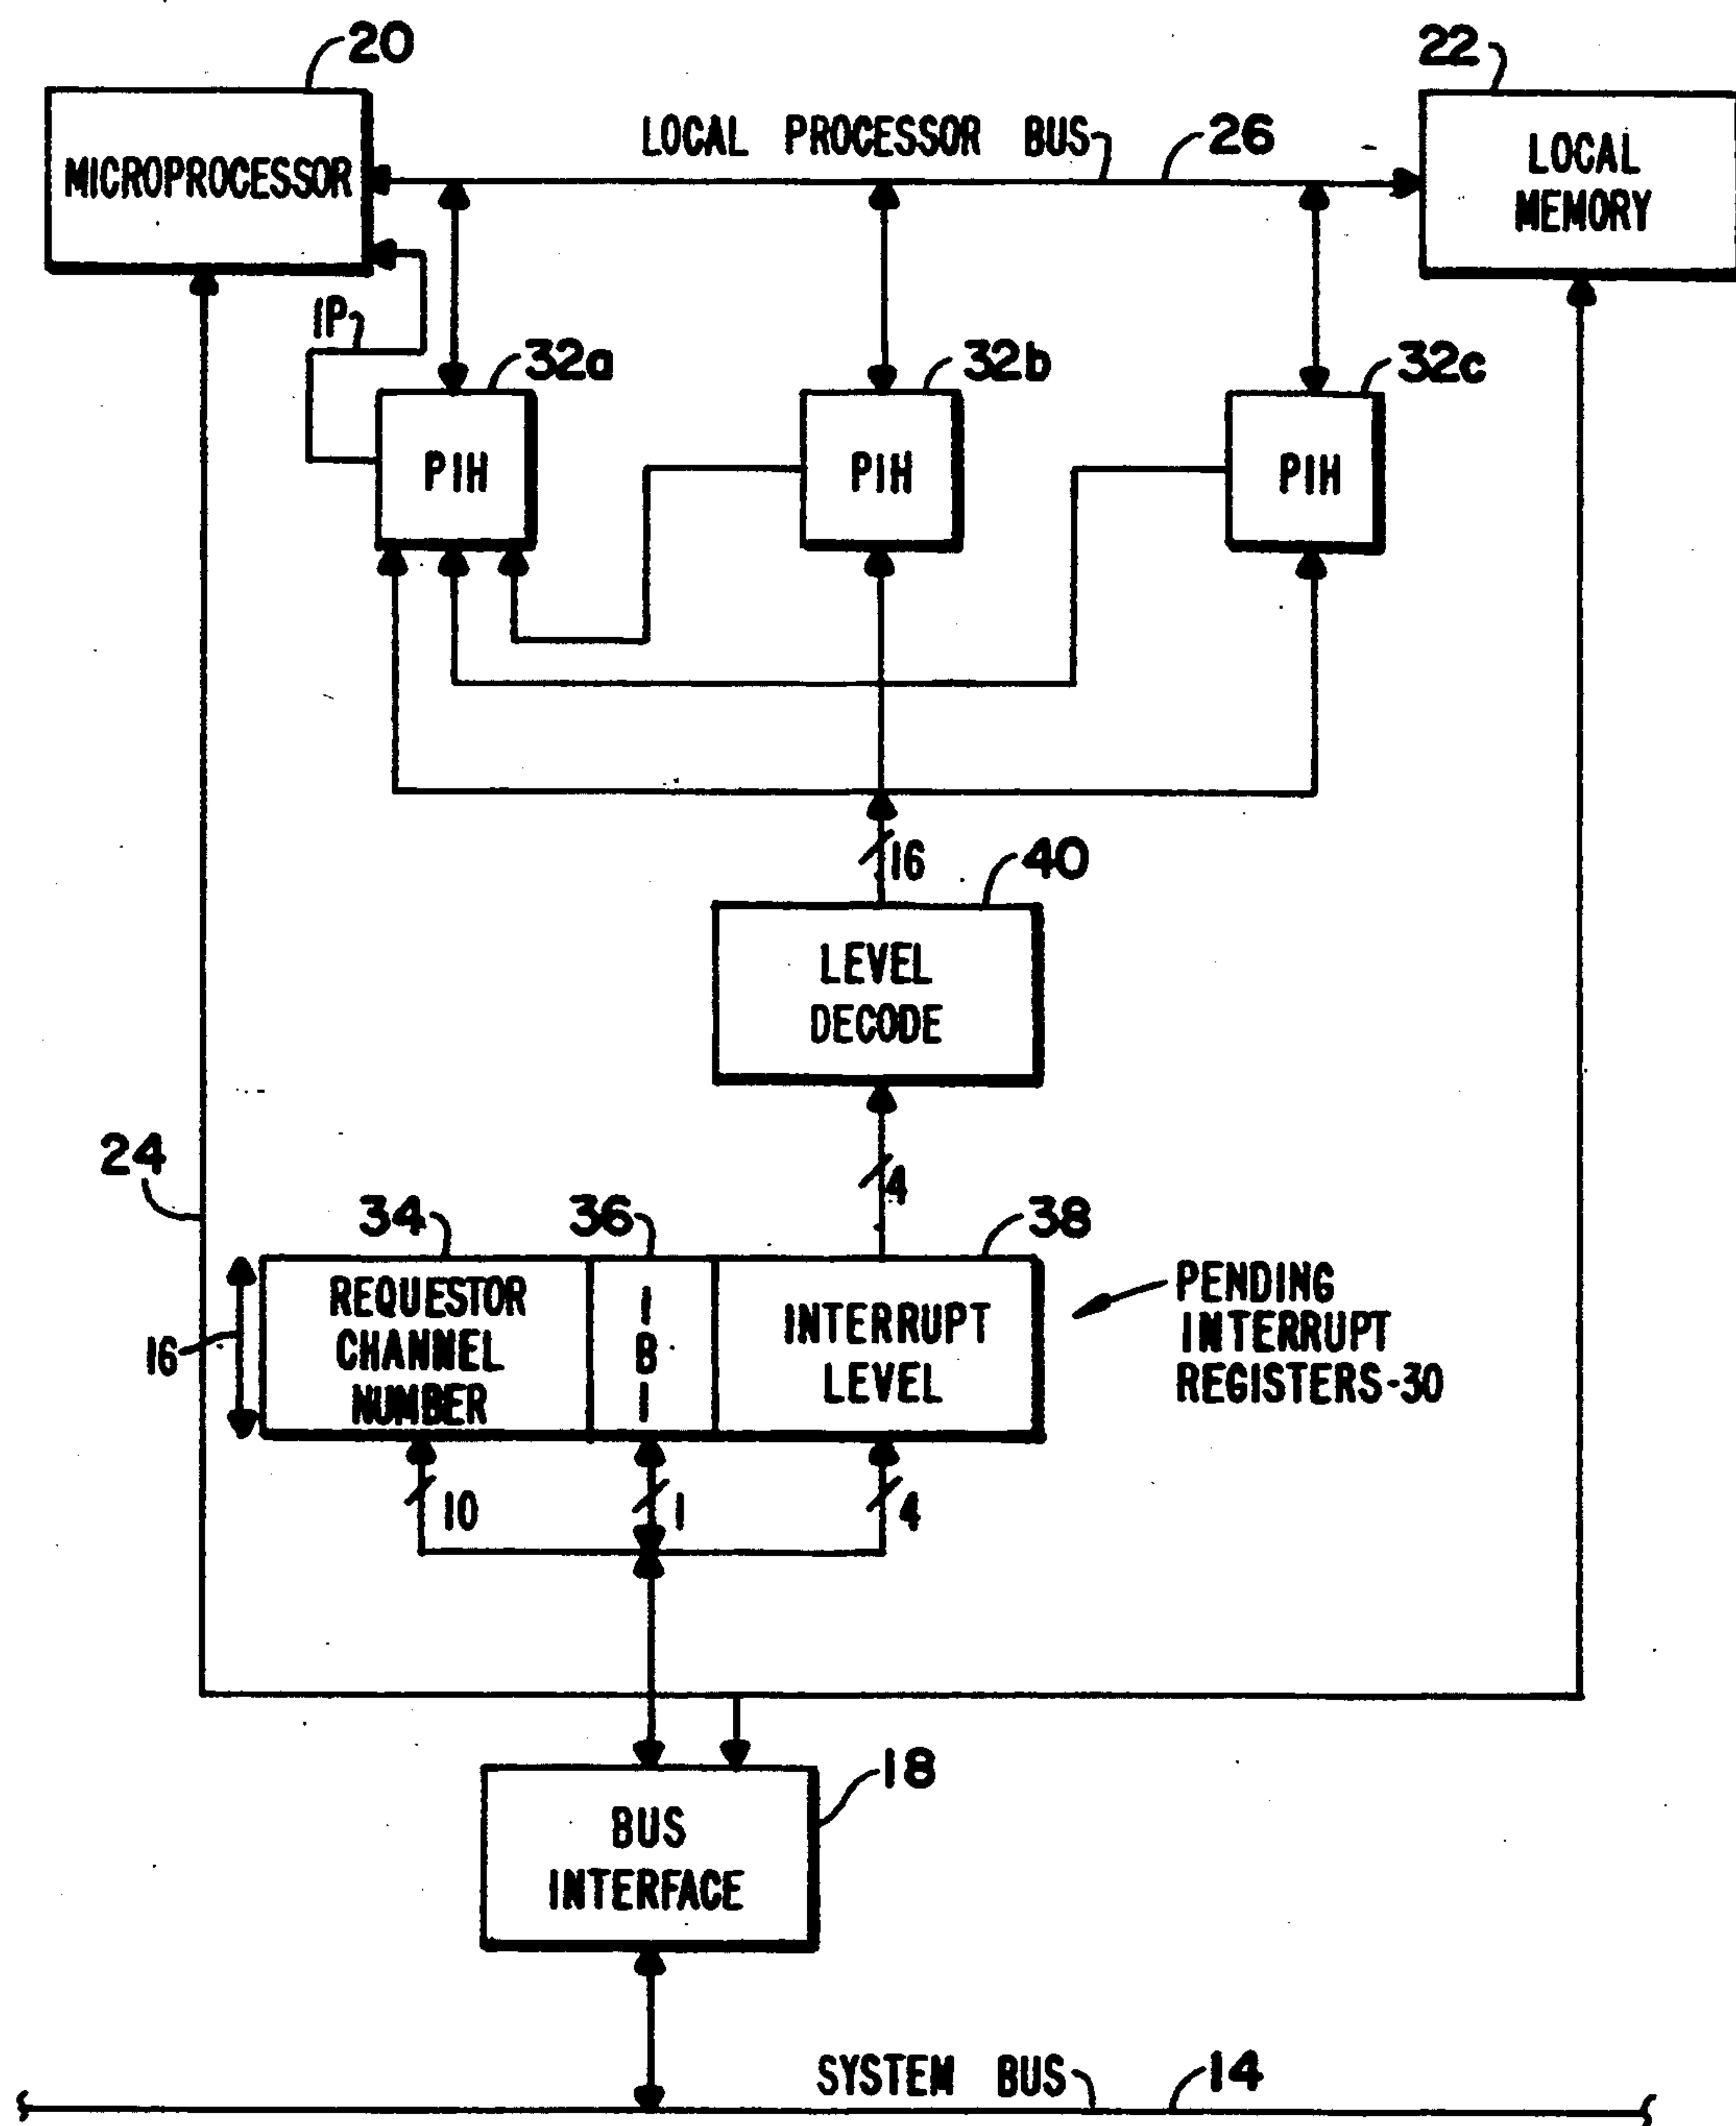 20
22
LOCAL PROCESSOR BUS
26
MICROPROCESSOR
LOCAL
MEMORY
IP
32a
32b
32c
PIH
PIH
PIH
16
40
LEVEL
DECODE
24
4
34
36
38
REQUESTOR
CHANNEL
NUMBER
I
B
I
INTERRUPT
LEVEL
PENDING
INTERRUPT
REGISTERS-30
16
10
1
4
18
BUS
INTERFACE
SYSTEM BUS
14